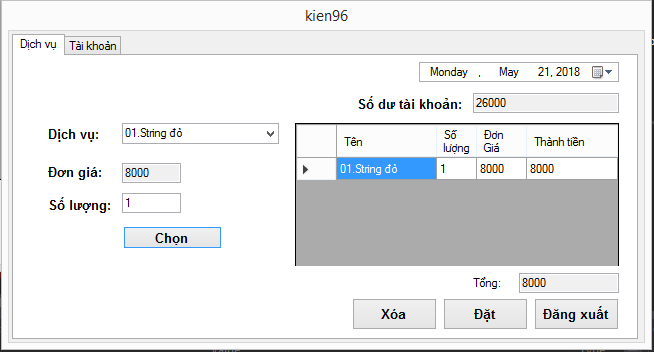 kien96
Dịch vụ Tài khoản
Monday , May 21, 2018
Số dư tài khoản: 26000
Dịch vụ: 01.String đỏ
Đơn giá: 8000
Số lượng: 1
Chọn
Tên Số lượng Đơn Giá Thành tiền
01.String đỏ 1 8000 8000
Tổng: 8000
Xóa Đặt Đăng xuất